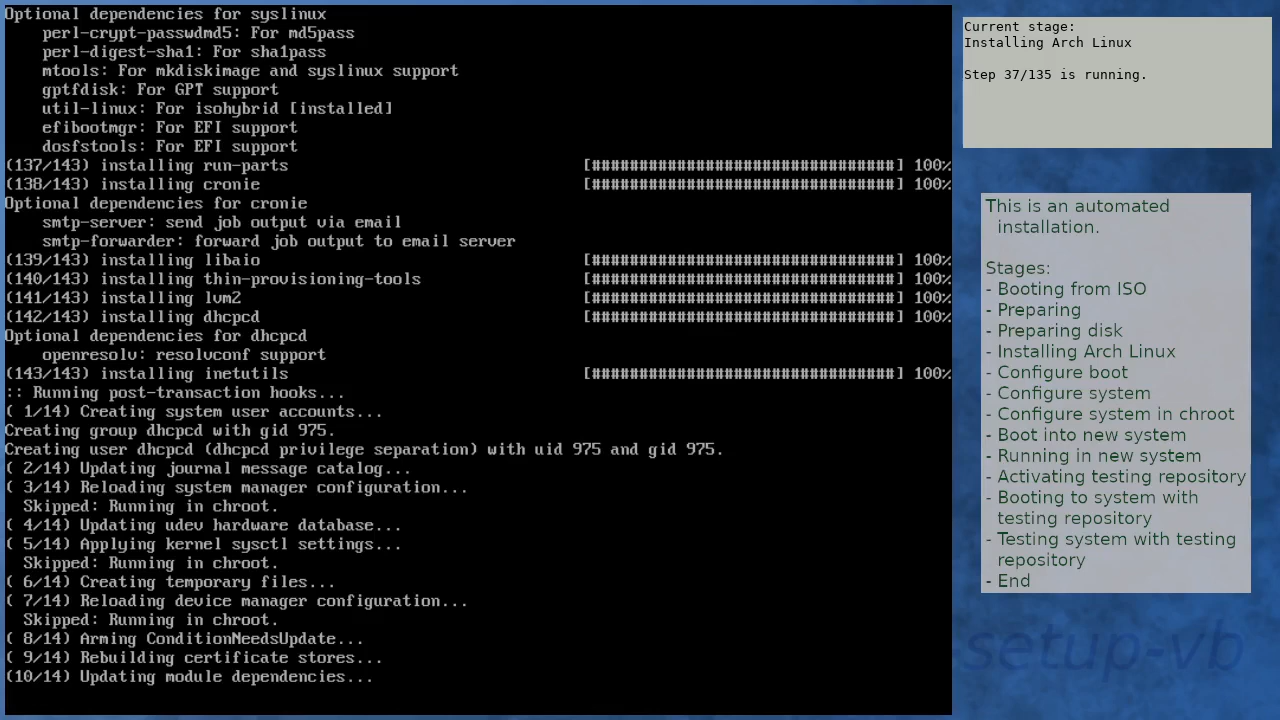 Optional dependencies for syslinux
perl-crypt-passwdmd5: For md5pass
perl-digest-sha1: For sha1pass
mtools: For mkdiskimage and syslinux support
gptfdisk: For GPT support
util-linux: For isohybrid [installed]
efibootmgr: For EFI support
dosfstools: For EFI support
(137/143) installing run-parts [################################] 100%
(138/143) installing cronie [################################] 100%
Optional dependencies for cronie
smtp-server: send job output via email
smtp-forwarder: forward job output to email server
(139/143) installing libaio [################################] 100%
(140/143) installing thin-provisioning-tools [################################] 100%
(141/143) installing lvm2 [################################] 100%
(142/143) installing dhcpcd [################################] 100%
Optional dependencies for dhcpcd
openresolv: resolvconf support
(143/143) installing inetutils [################################] 100%
:: Running post-transaction hooks...
( 1/14) Creating system user accounts...
Creating group dhcpcd with gid 975.
Creating user dhcpcd (dhcpcd privilege separation) with uid 975 and gid 975.
( 2/14) Updating journal message catalog...
( 3/14) Reloading system manager configuration...
Skipped: Running in chroot.
( 4/14) Updating udev hardware database...
( 5/14) Applying kernel sysctl settings...
Skipped: Running in chroot.
( 6/14) Creating temporary files...
( 7/14) Reloading device manager configuration...
Skipped: Running in chroot.
( 8/14) Arming ConditionNeedsUpdate...
( 9/14) Rebuilding certificate stores...
(10/14) Updating module dependencies...
Current stage:
Installing Arch Linux
Step 37/135 is running.
This is an automated
installation.
Stages:
- Booting from ISO
- Preparing
- Preparing disk
- Installing Arch Linux
- Configure boot
- Configure system
- Configure system in chroot
- Boot into new system
- Running in new system
- Activating testing repository
- Booting to system with
testing repository
- Testing system with testing
repository
- End
setup-vb